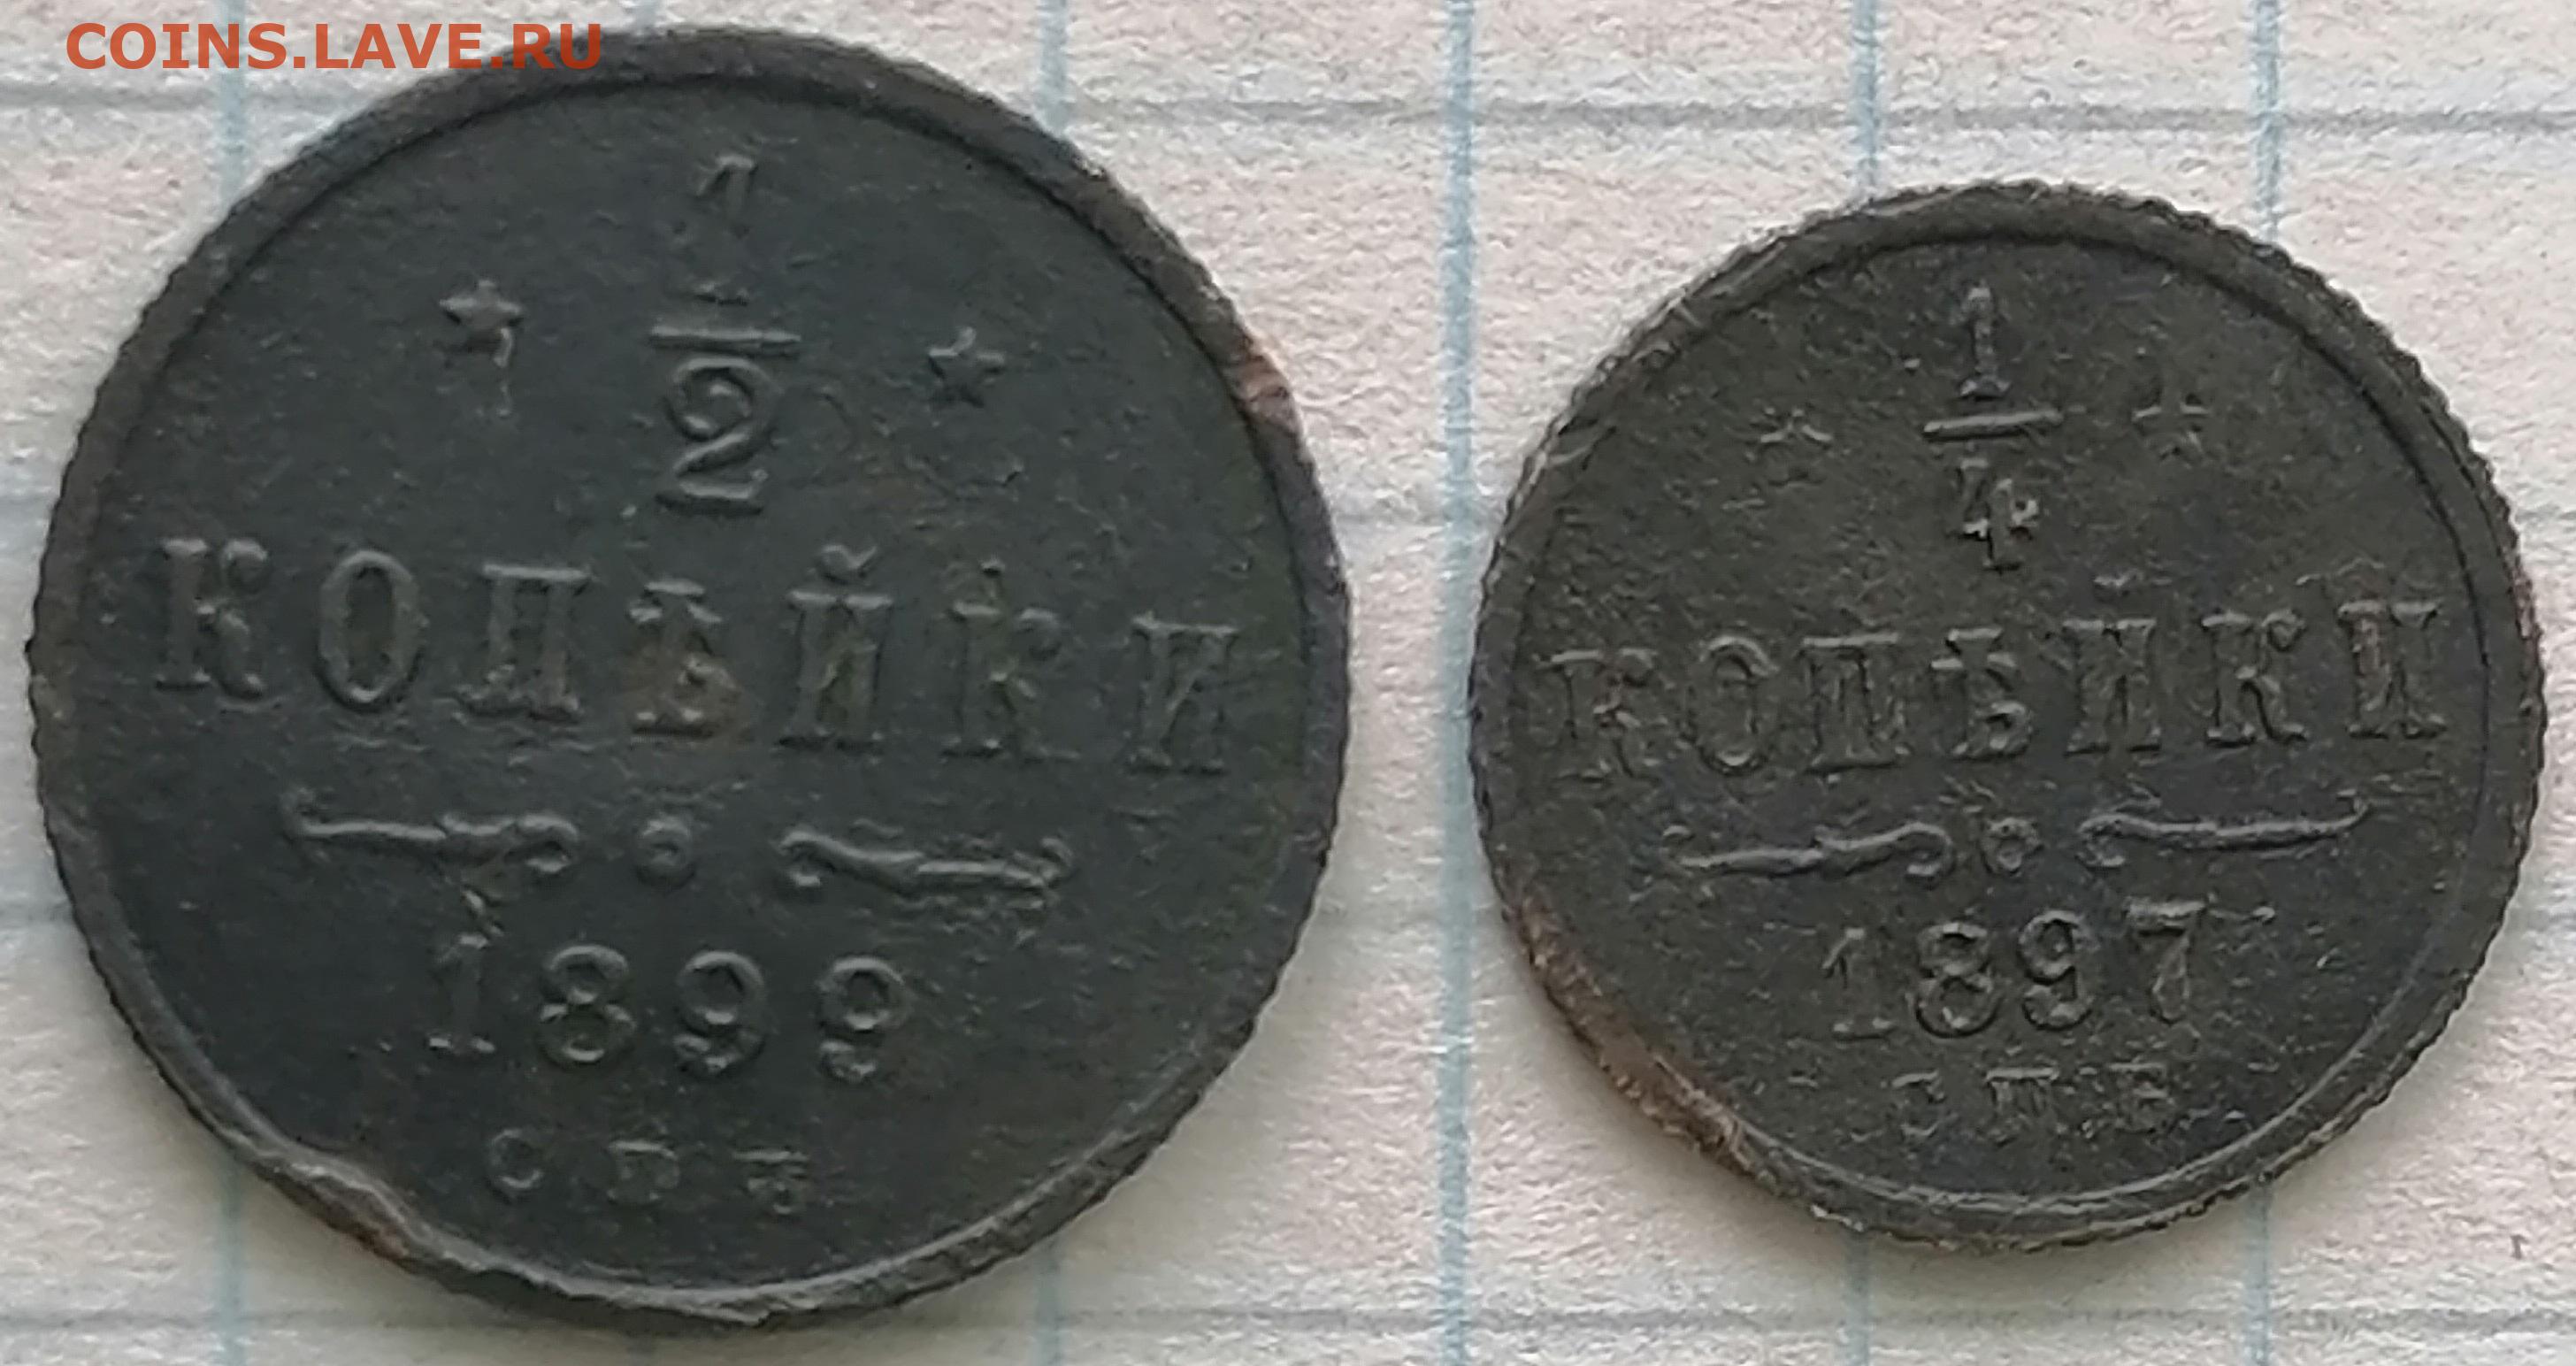 COINS.LAVE.RU
1
2
КОПѢЙКИ
1899
СПБ
1
4
КОПѢЙКИ
1897
СПБ